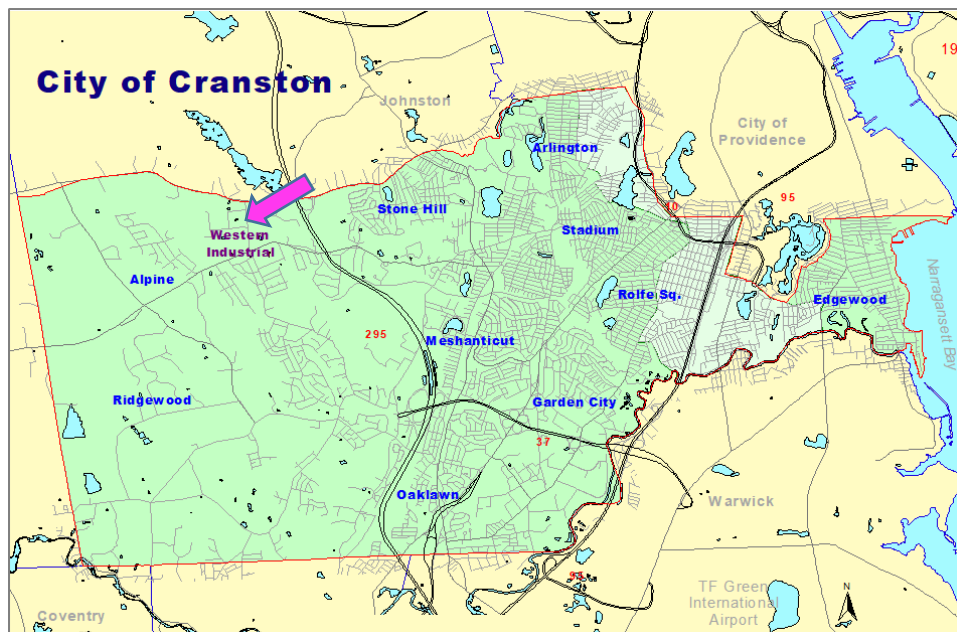 19
City of Cranston
Johnston
City of
Providence
Arlington
95
10
Stone Hill
Stadium
Western
Industrial
Alpine
Rolfe Sq.
Edgewood
Narragansett Bay
295
Meshanticut
Ridgewood
Garden City
37
Oaklawn
Warwick
95
TF Green
International
Airport
N
Coventry